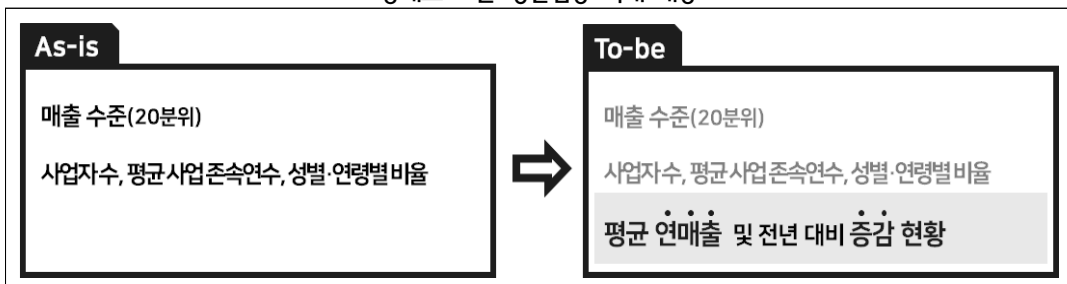 As-is
매출 수준(20분위)
사업자수, 평균사업존속연수, 성별·연령별비율
To-be
매출 수준(20분위)
사업자수, 평균사업존속연수, 성별·연령별비율
평균 연매출 및 전년 대비 증감 현황